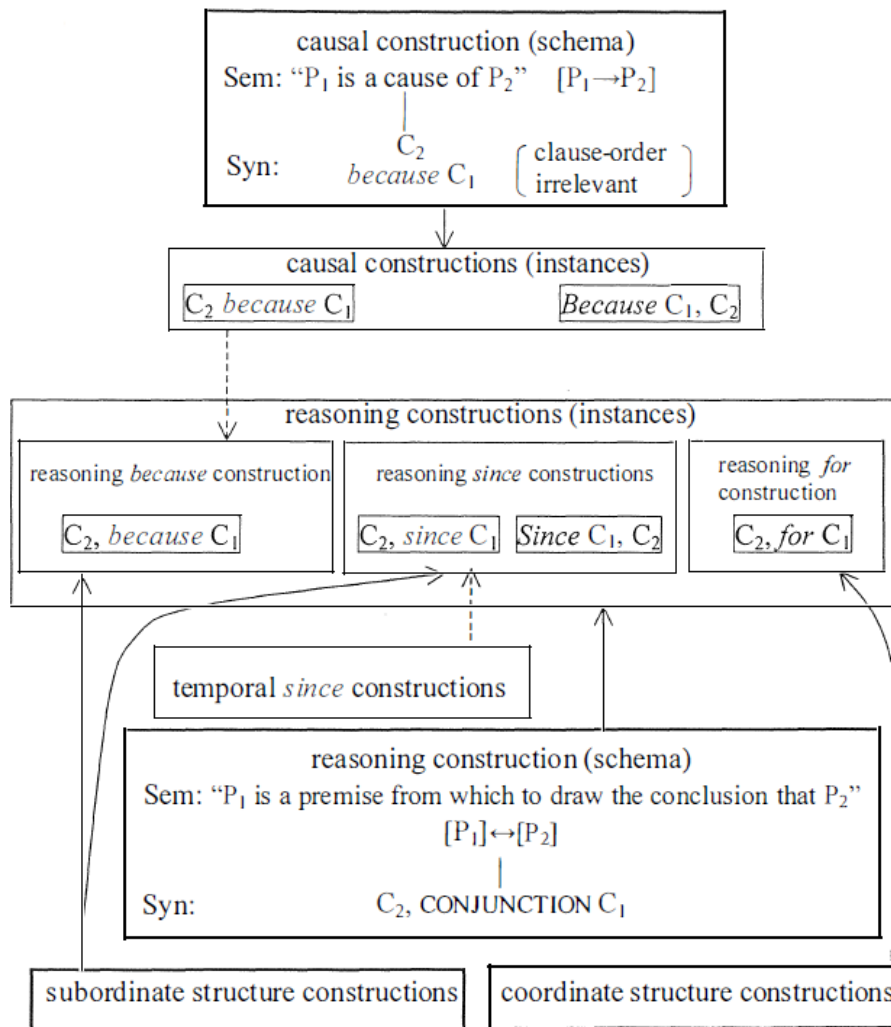 causal construction (schema)
Sem: “P₁ is a cause of P₂” [P₁→P₂]
C₂
Syn: because C₁
clause-order
irrelevant
causal constructions (instances)
C₂ because C₁
Because C₁, C₂
reasoning constructions (instances)
reasoning because construction
C₂, because C₁
reasoning since constructions
C₂, since C₁
Since C₁, C₂
reasoning for
construction
C₂, for C₁
temporal since constructions
reasoning construction (schema)
Sem: “P₁ is a premise from which to draw the conclusion that P₂”
[P₁]↔[P₂]
Syn: C₂, CONJUNCTION C₁
subordinate structure constructions
coordinate structure constructions